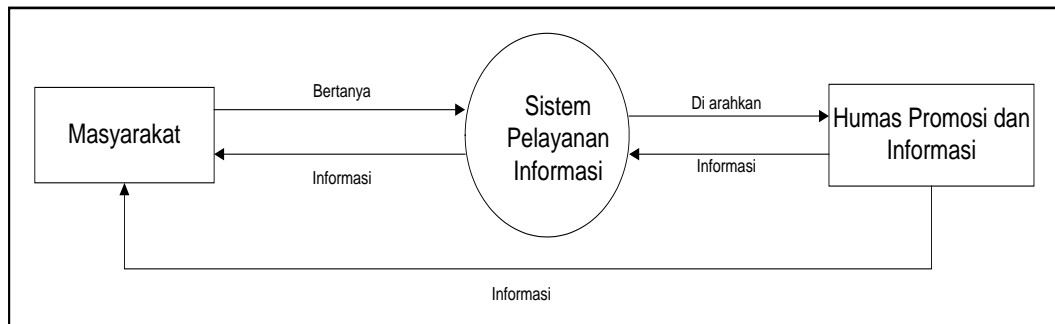 Bertanya
Sistem
Pelayanan
Informasi
Di arahkan
Masyarakat
Humas Promosi dan
Informasi
Informasi
Informasi
Informasi